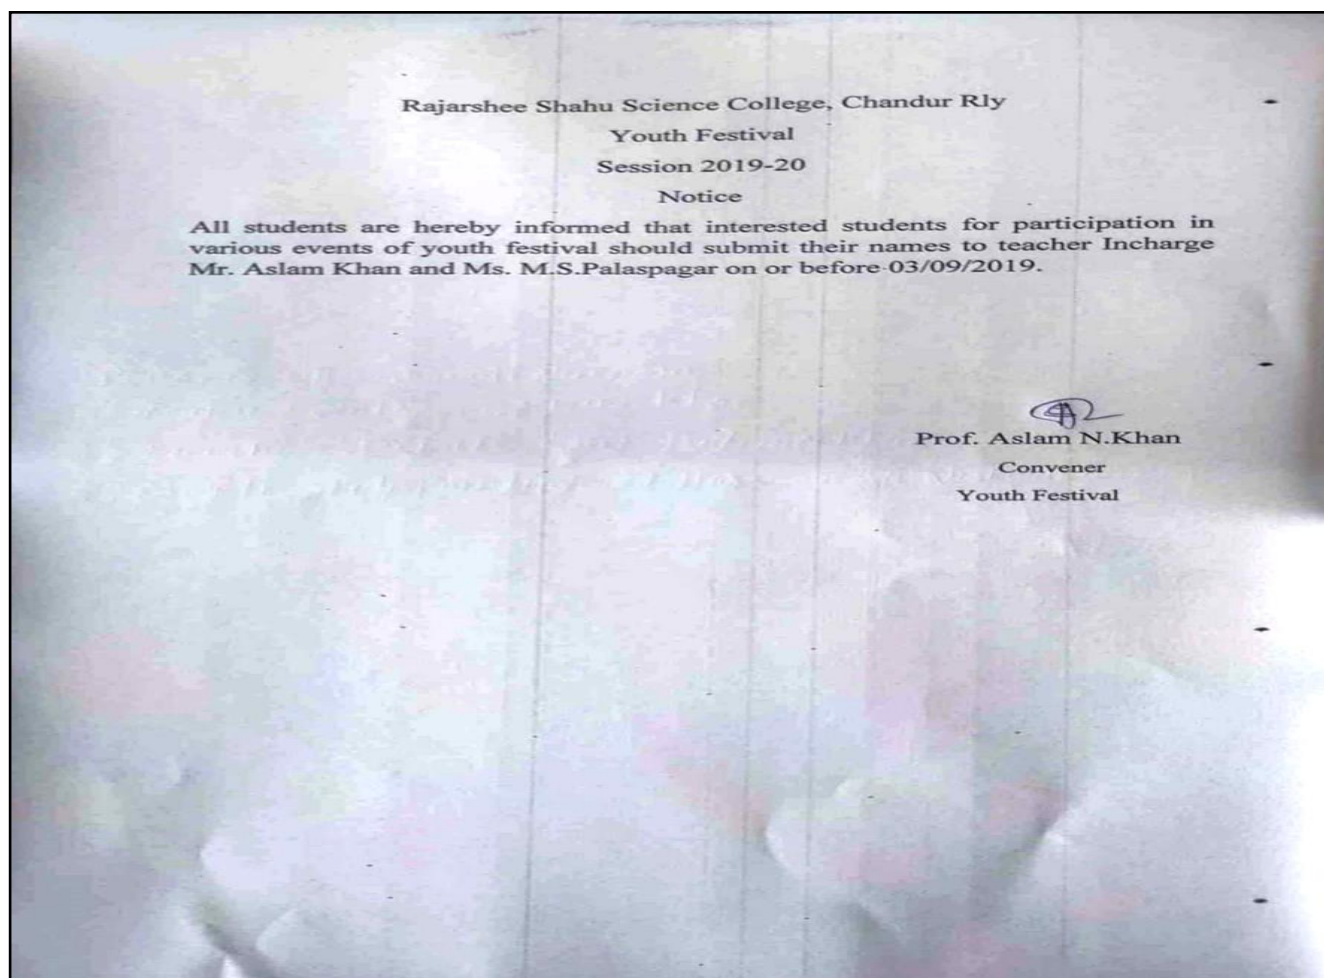 Rajarshee Shahu Science College, Chandur Rly
Youth Festival
Session 2019-20
Notice
All students are hereby informed that interested students for participation in
various events of youth festival should submit their names to teacher Incharge
Mr. Aslam Khan and Ms. M.S.Palaspagar on or before 03/09/2019.
Prof. Aslam N.Khan
Convener
Youth Festival